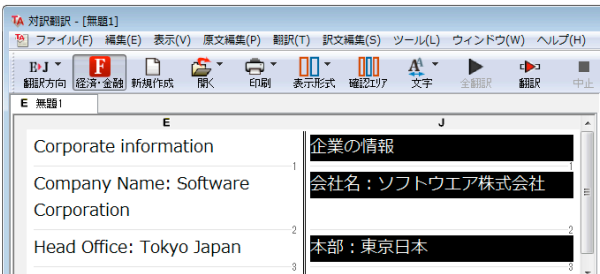 TA 対訳翻訳 - [無題1]
ファイル(F) 編集(E) 表示(V) 原文編集(P) 翻訳(T) 訳文編集(S) ツール(L) ウィンドウ(W) ヘルプ(H)
E▸J F A
翻訳方向 経済・金融 新規作成 開く 印刷 表示形式 確認エリア 文字 全翻訳 翻訳 中止
E 無題1
E J
Corporate information 企業の情報
1 1
Company Name: Software 会社名：ソフトウエア株式会社
Corporation
2 2
Head Office: Tokyo Japan 本部：東京日本
3 3